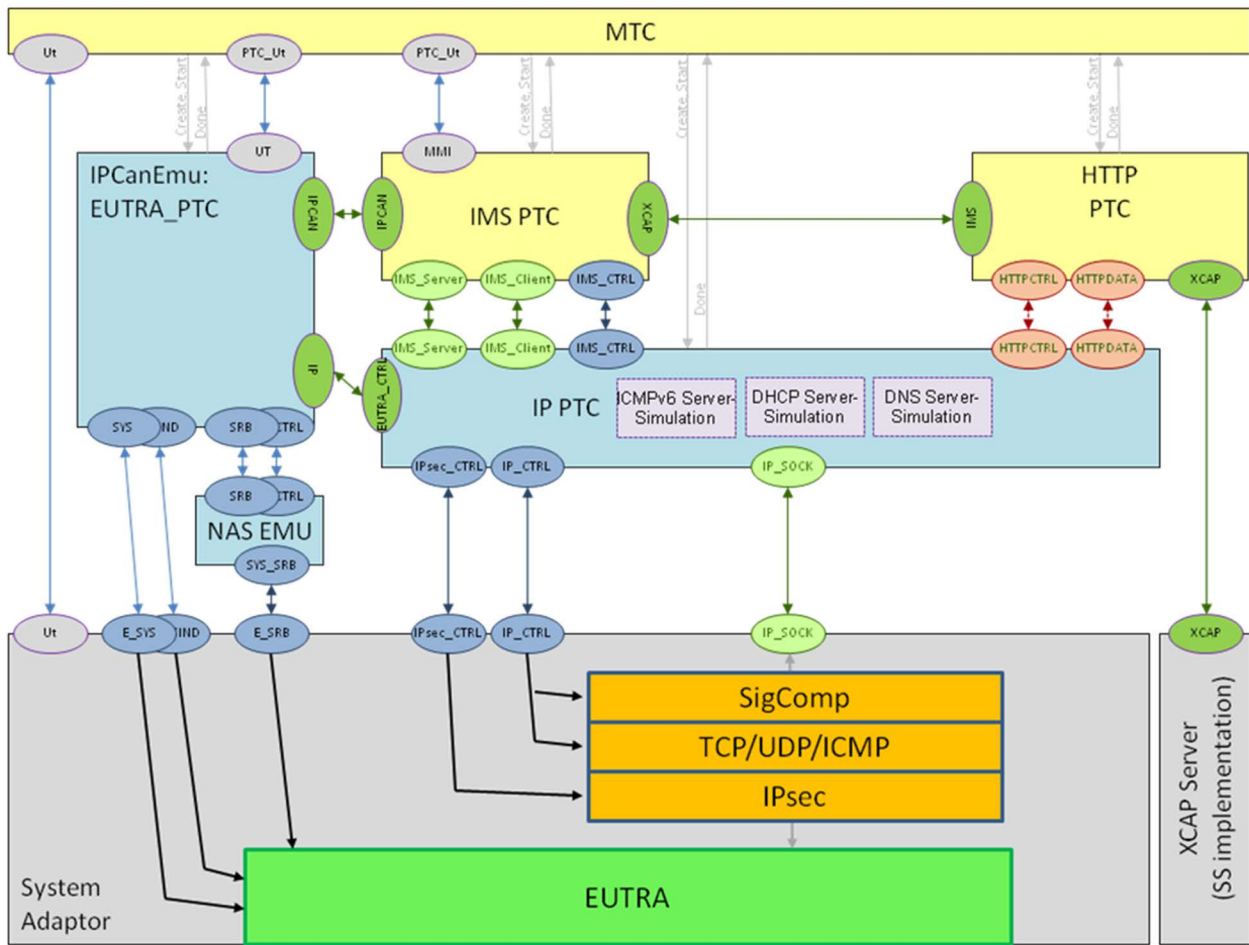 MTC
Ut
PTC_Ut
PTC_Ut
Create, Start
Done
Create, Start
Done
Create, Start
Done
Create, Start
Done
UT
MMI
IPCanEmu:
EUTRA_PTC
IPCAN
IPCAN
IMS PTC
XCAP
SMI
HTTP
PTC
IMS_Server
IMS_Client
IMS_CTRL
HTTPCTRL
HTTPDATA
XCAP
IMS_Server
IMS_Client
IMS_CTRL
HTTPCTRL
HTTPDATA
IP
EUTRA_CTRL
IP PTC
ICMPv6 Server-
Simulation
DHCP Server-
Simulation
DNS Server-
Simulation
SYS
IND
SRB
CTRL
IPsec_CTRL
IP_CTRL
IP_SOCK
SRB
CTRL
NAS EMU
SYS_SRB
Ut
E_SYS
IND
E_SRB
IPsec_CTRL
IP_CTRL
IP_SOCK
XCAP
SigComp
TCP/UDP/ICMP
IPsec
EUTRA
System
Adaptor
XCAP Server
(SS implementation)